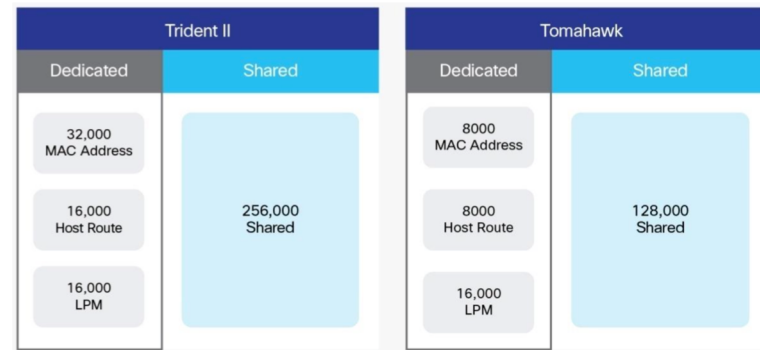 Trident II
Dedicated
Shared
32,000
MAC Address
16,000
Host Route
16,000
LPM
256,000
Shared
Tomahawk
Dedicated
Shared
8000
MAC Address
8000
Host Route
16,000
LPM
128,000
Shared